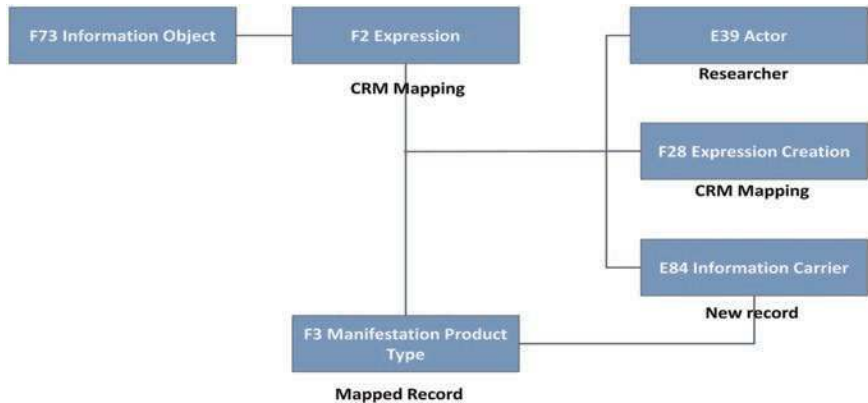 F73 Information Object
F2 Expression
CRM Mapping
E39 Actor
Researcher
F28 Expression Creation
CRM Mapping
E84 Information Carrier
New record
F3 Manifestation Product
Type
Mapped Record